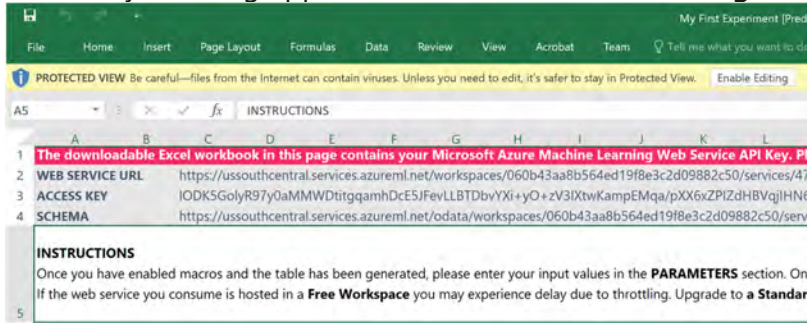 My First Experiment [Pred
File Home Insert Page Layout Formulas Data Review View Acrobat Team Tell me what you want to do
PROTECTED VIEW Be careful—files from the Internet can contain viruses. Unless you need to edit, it's safer to stay in Protected View. Enable Editing
A5 fx INSTRUCTIONS
A B C D E F G H I J K L
1 The downloadable Excel workbook in this page contains your Microsoft Azure Machine Learning Web Service API Key. Pl
2 WEB SERVICE URL https://ussouthcentral.services.azureml.net/workspaces/060b43aa8b564ed19f8e3c2d09882c50/services/47
3 ACCESS KEY IODK5GolyR97y0aMMWDtitgqamhDcE5JFevLLBTDbvYXi+yO+zV3IXtwKampEMqa/pXX6xZPIZdHBVqjIHN6
4 SCHEMA https://ussouthcentral.services.azureml.net/odata/workspaces/060b43aa8b564ed19f8e3c2d09882c50/serv
INSTRUCTIONS
Once you have enabled macros and the table has been generated, please enter your input values in the PARAMETERS section. On
If the web service you consume is hosted in a Free Workspace you may experience delay due to throttling. Upgrade to a Standar
5